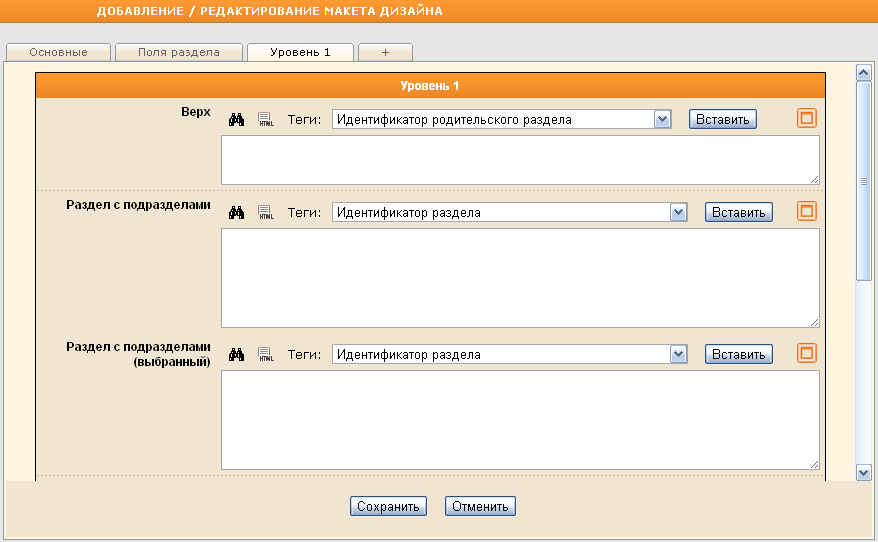 ДОБАВЛЕНИЕ / РЕДАКТИРОВАНИЕ МАКЕТА ДИЗАЙНА
Основные Поля раздела Уровень 1 +
Уровень 1
Верх HTML Теги: Идентификатор родительского раздела Вставить
Раздел с подразделами HTML Теги: Идентификатор раздела Вставить
Раздел с подразделами HTML Теги: Идентификатор раздела Вставить
(выбранный)
Сохранить Отменить